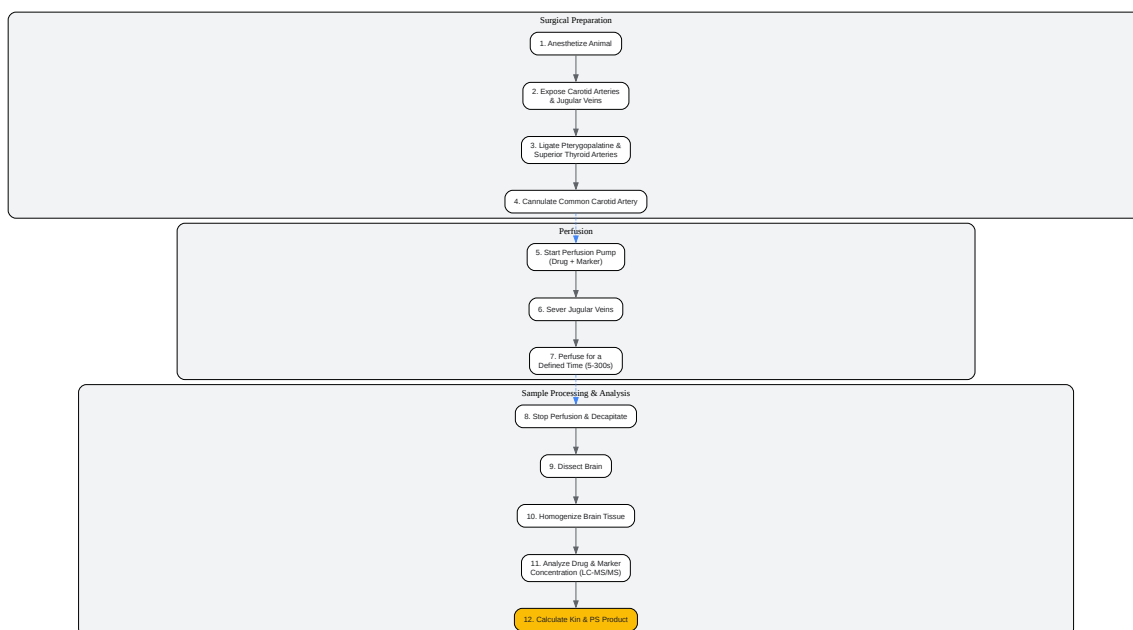 Surgical Preparation
1. Anesthetize Animal
2. Expose Carotid Arteries
& Jugular Veins
3. Ligate Pterygopalatine &
Superior Thyroid Arteries
4. Cannulate Common Carotid Artery
Perfusion
5. Start Perfusion Pump
(Drug + Marker)
6. Sever Jugular Veins
7. Perfuse for a
Defined Time (5-300s)
Sample Processing & Analysis
8. Stop Perfusion & Decapitate
9. Dissect Brain
10. Homogenize Brain Tissue
11. Analyze Drug & Marker
Concentration (LC-MS/MS)
12. Calculate Kin & PS Product